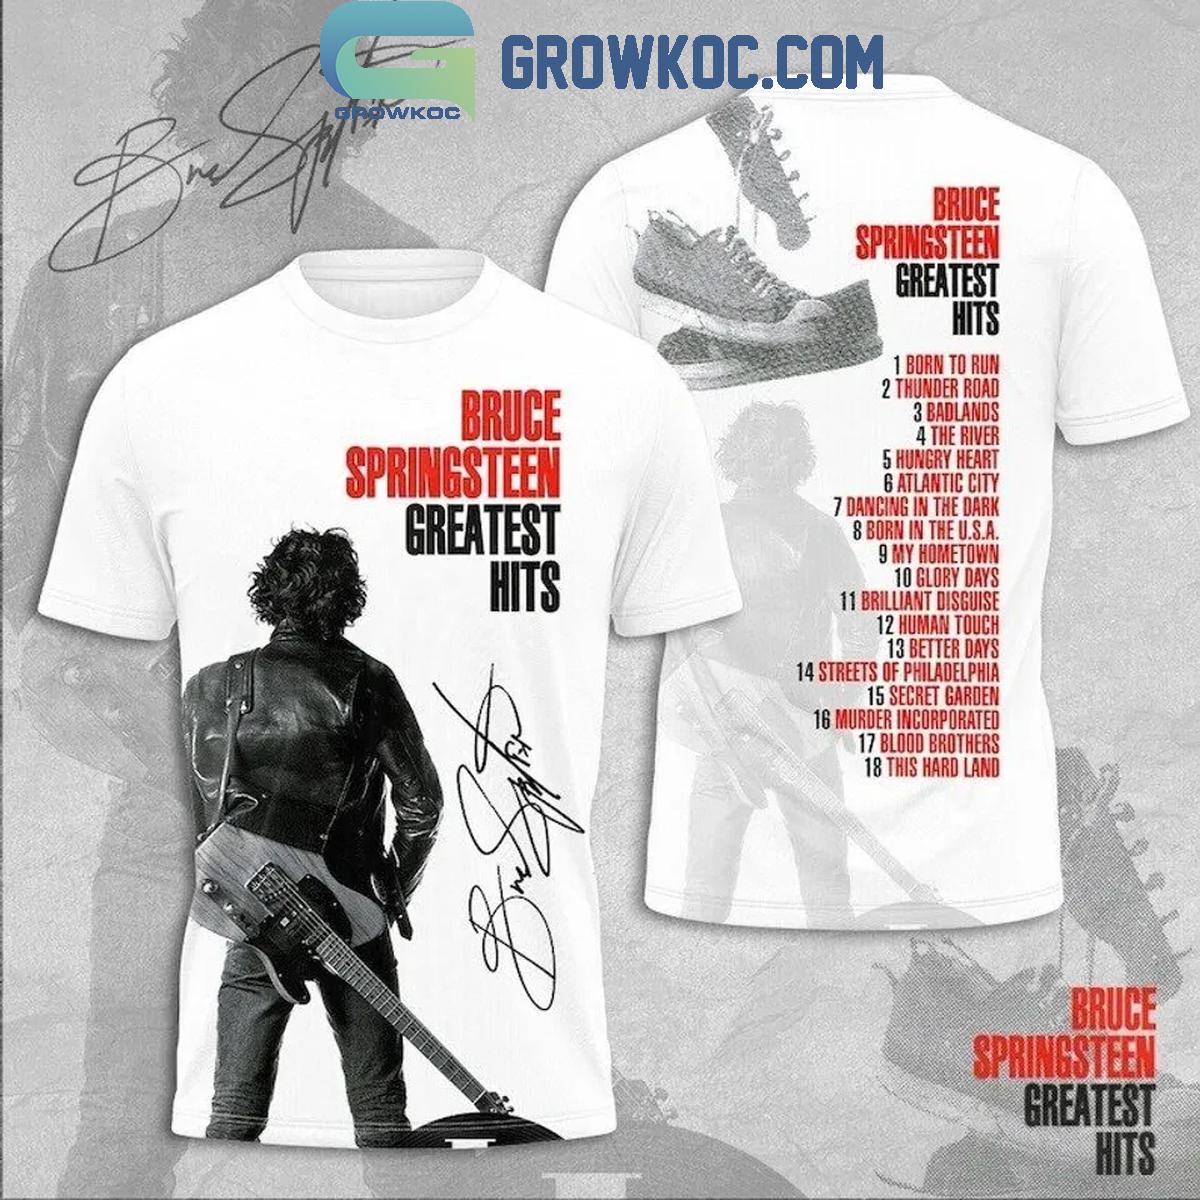 GROWKOC.COM
GROWKOC
BRUCE
SPRINGSTEEN
GREATEST
HITS
BRUCE
SPRINGSTEEN
GREATEST
HITS
1 BORN TO RUN
2 THUNDER ROAD
3 BADLANDS
4 THE RIVER
5 HUNGRY HEART
6 ATLANTIC CITY
7 DANCING IN THE DARK
8 BORN IN THE U.S.A.
9 MY HOMETOWN
10 GLORY DAYS
11 BRILLIANT DISGUISE
12 HUMAN TOUCH
13 BETTER DAYS
14 STREETS OF PHILADELPHIA
15 SECRET GARDEN
16 MURDER INCORPORATED
17 BLOOD BROTHERS
18 THIS HARD LAND
BRUCE
SPRINGSTEEN
GREATEST
HITS